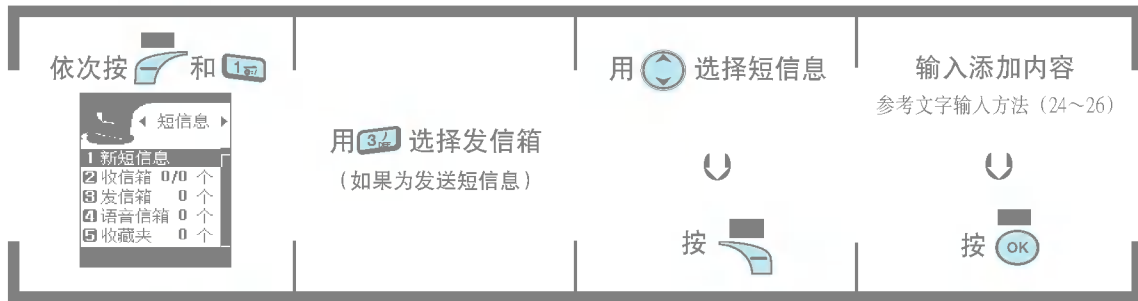 依次按 和 1
短信息
1 新短信息
2 收信箱 0/0 个
3 发信箱 0 个
4 语音信箱 0 个
5 收藏夹 0 个
用 3 选择发信箱
(如果为发送短信息)
用 选择短信息
按
输入添加内容
参考文字输入方法 (24~26)
按 OK